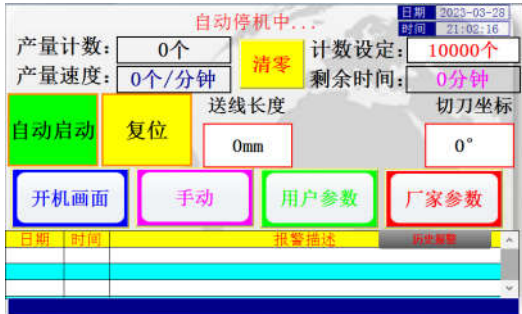 自动停机中... 日期 2023-03-28
时间 21:02:16
产量计数: 0个 清零 计数设定: 10000个
产量速度: 0个/分钟 剩余时间: 0分钟
自动启动 复位 送线长度 切刀坐标
0mm 0°
开机画面 手动 用户参数 厂家参数
日期 时间 报警描述 历史报警